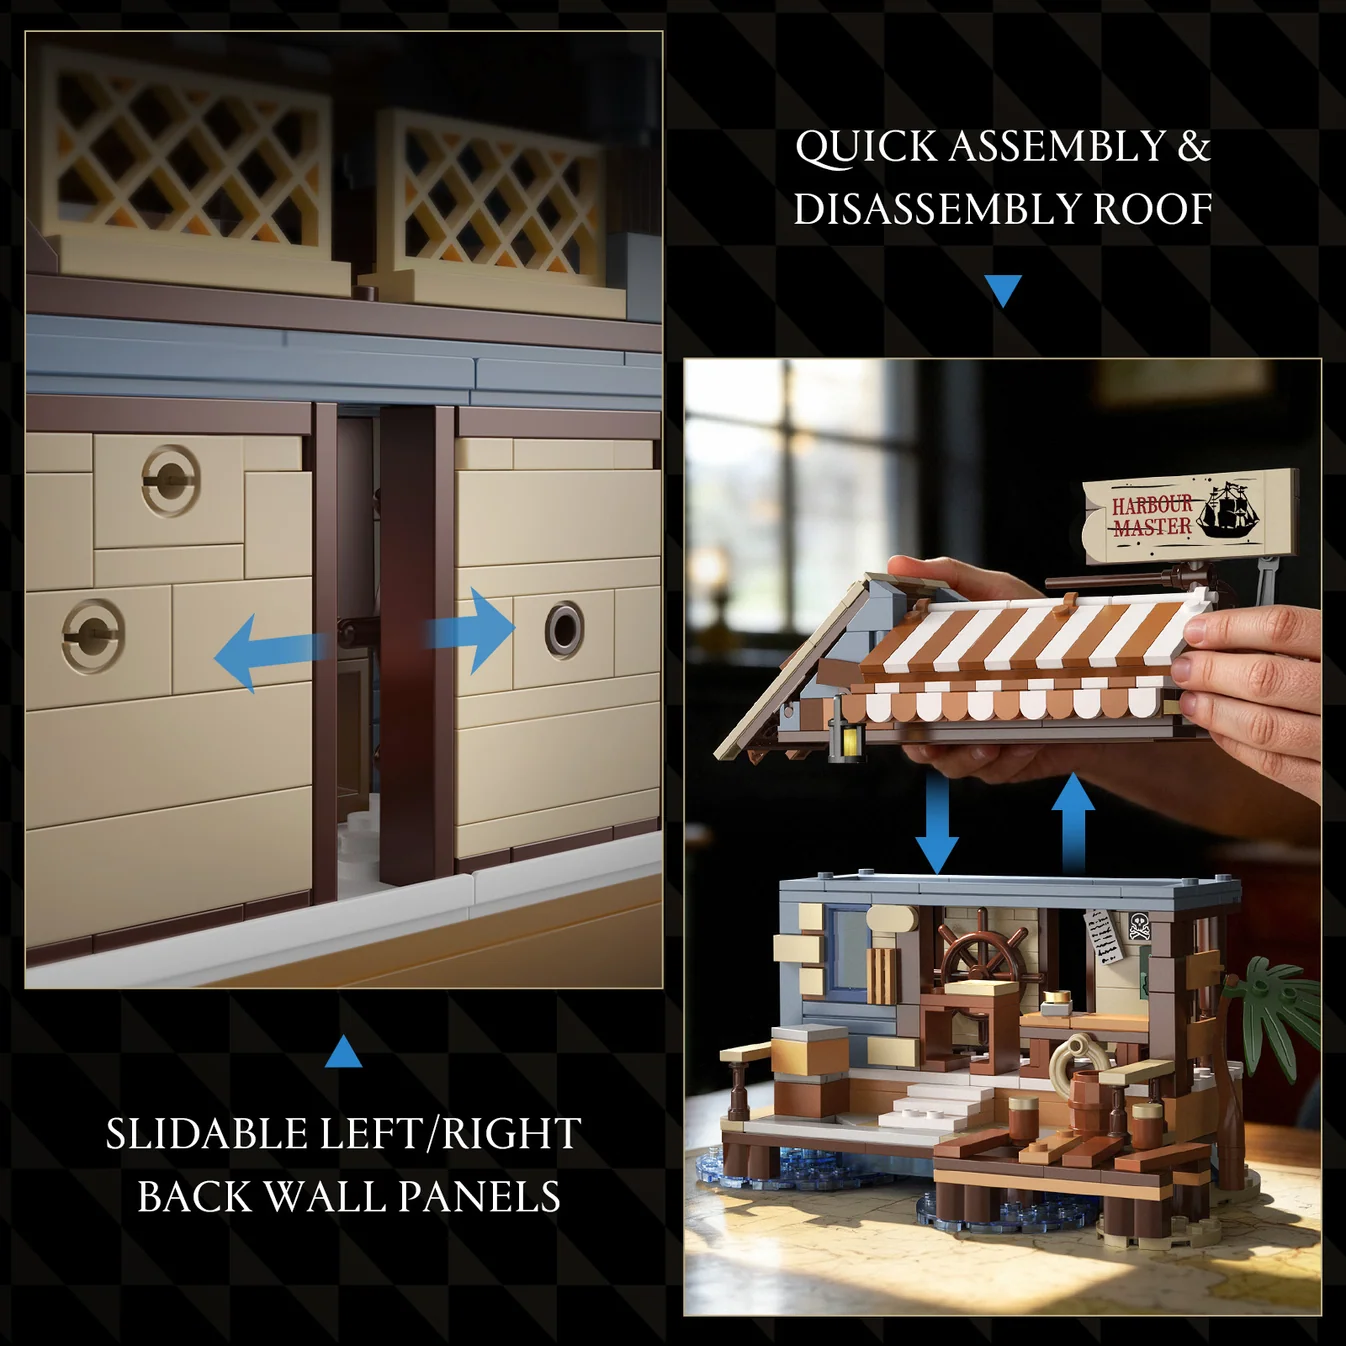 QUICK ASSEMBLY &
DISASSEMBLY ROOF
HARBOUR
MASTER
SLIDABLE LEFT/RIGHT
BACK WALL PANELS